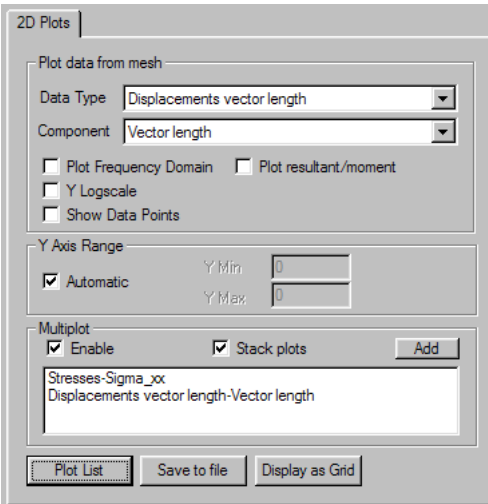 2D Plots
Plot data from mesh
Data Type Displacements vector length
Component Vector length
Plot Frequency Domain Plot resultant/moment
Y Logscale
Show Data Points
Y Axis Range
Automatic
Y Min 0
Y Max 0
Multiplot
Enable Stack plots Add
Stresses-Sigma_xx
Displacements vector length-Vector length
Plot List Save to file Display as Grid